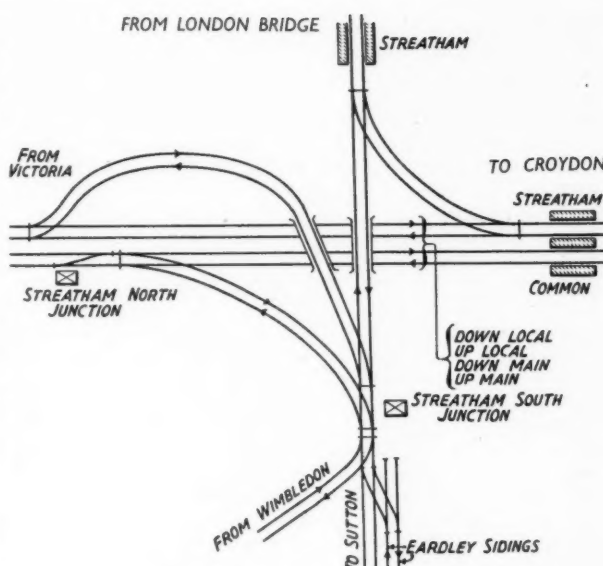 FROM LONDON BRIDGE
STREATHAM
FROM
VICTORIA
TO CROYDON
STREATHAM
COMMON
STREATHAM NORTH
JUNCTION
DOWN LOCAL
UP LOCAL
DOWN MAIN
UP MAIN
STREATHAM SOUTH
JUNCTION
FROM WIMBLEDON
TO SUTTON
EARDLEY SIDINGS